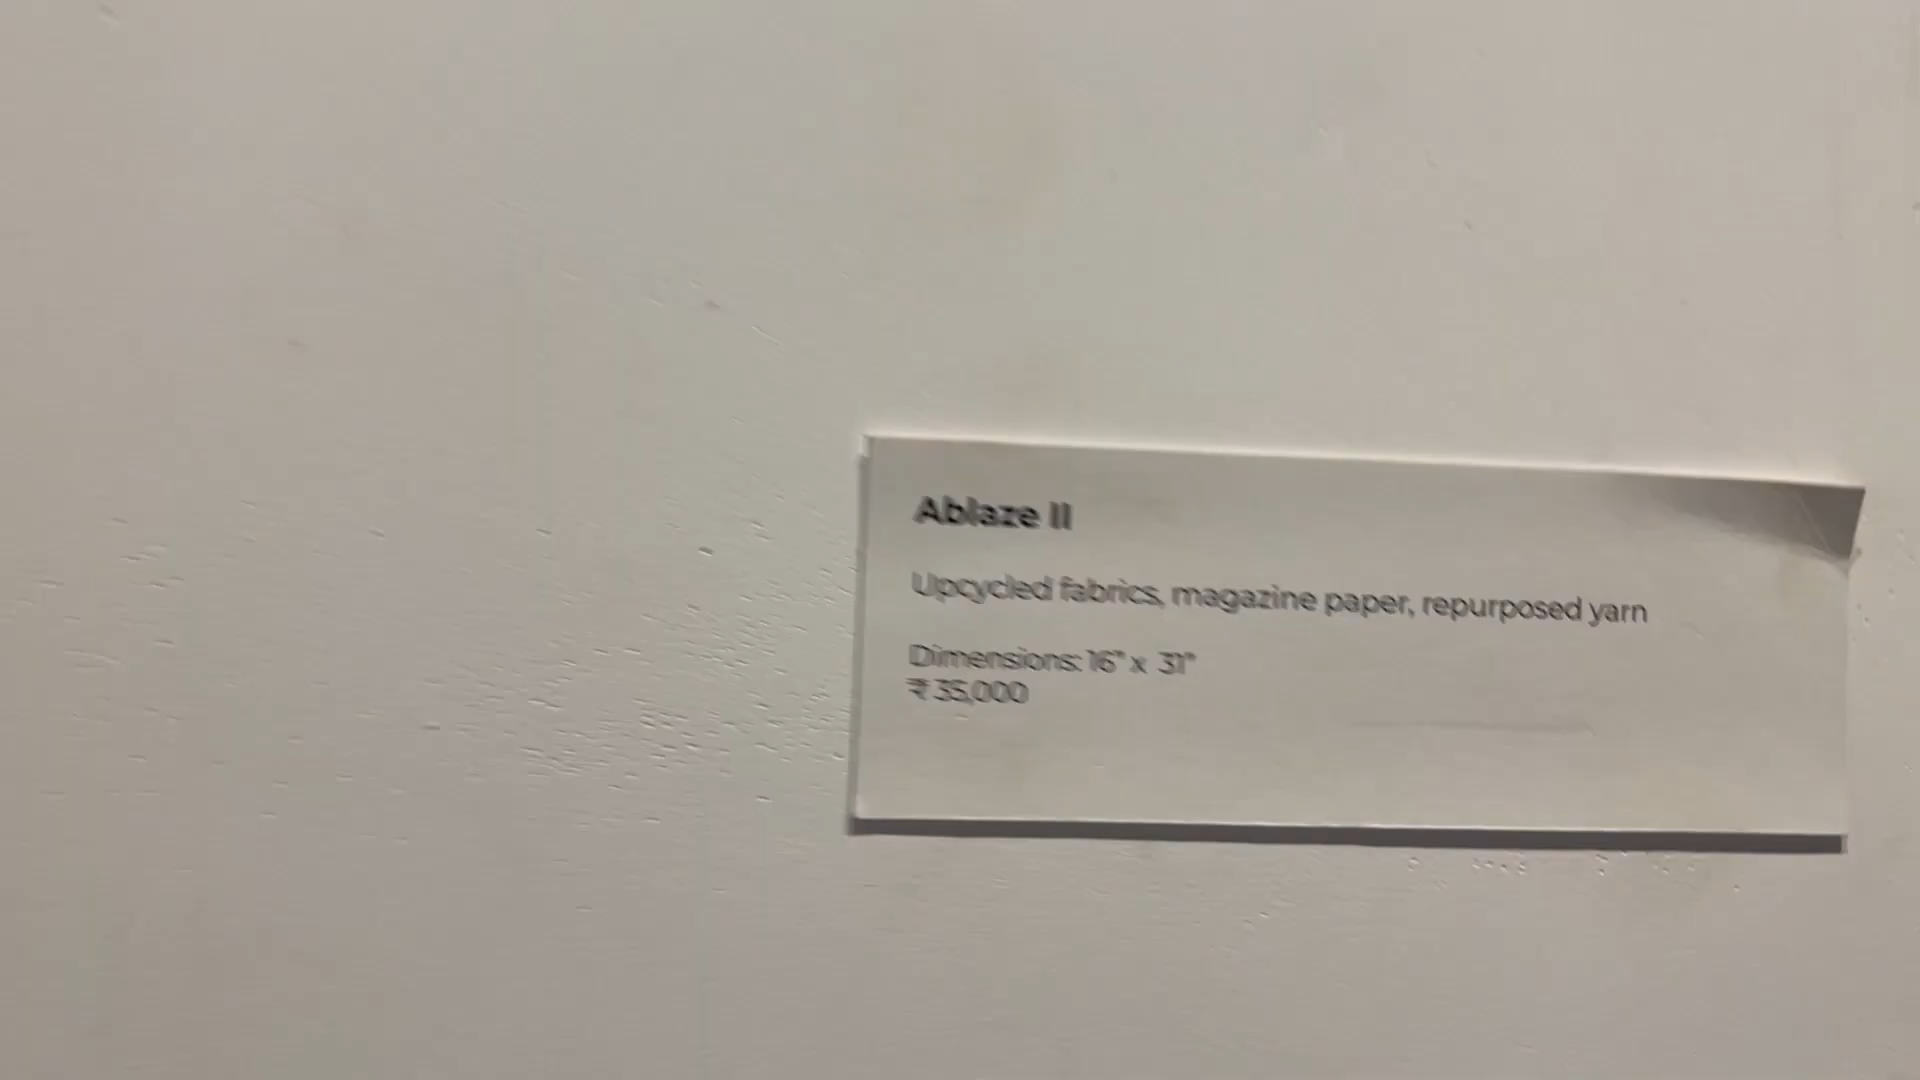 Ablaze II
Upcycled fabrics, magazine paper, repurposed yarn
Dimensions: 16" x 31"
₹ 35,000